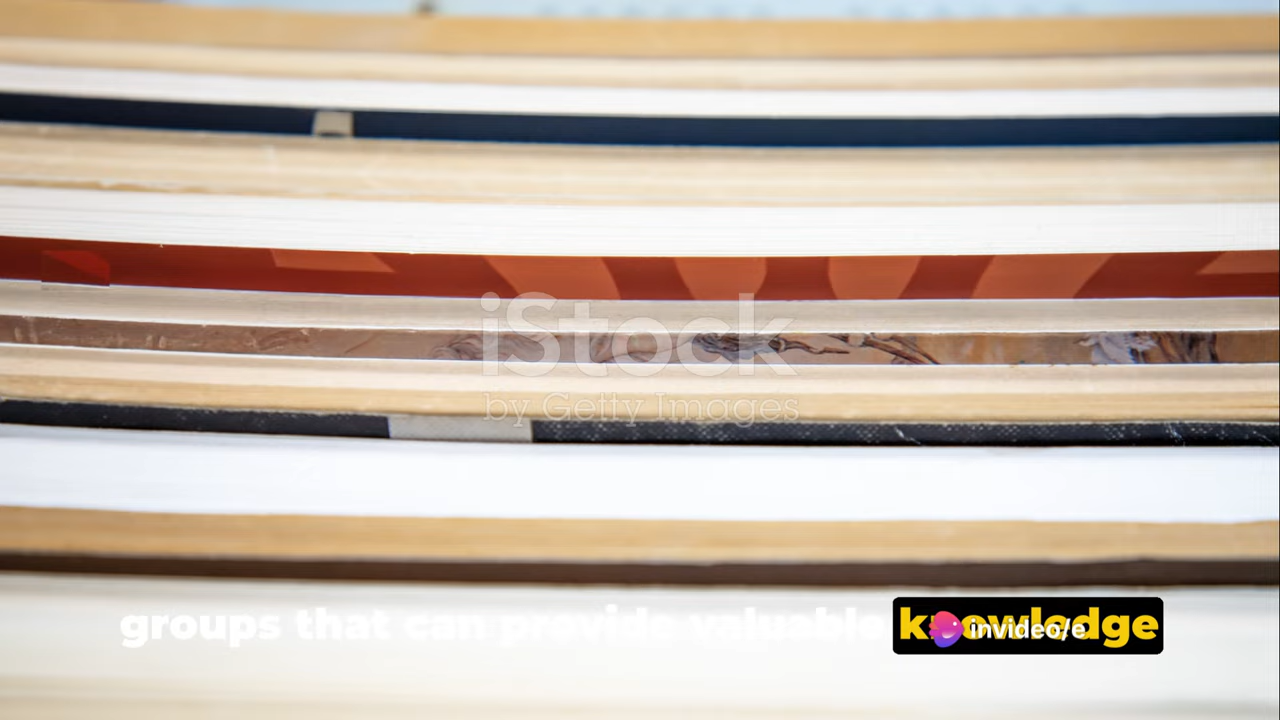 iStock
by Getty Images
groups that can provide valuable knowledge
invideo/e